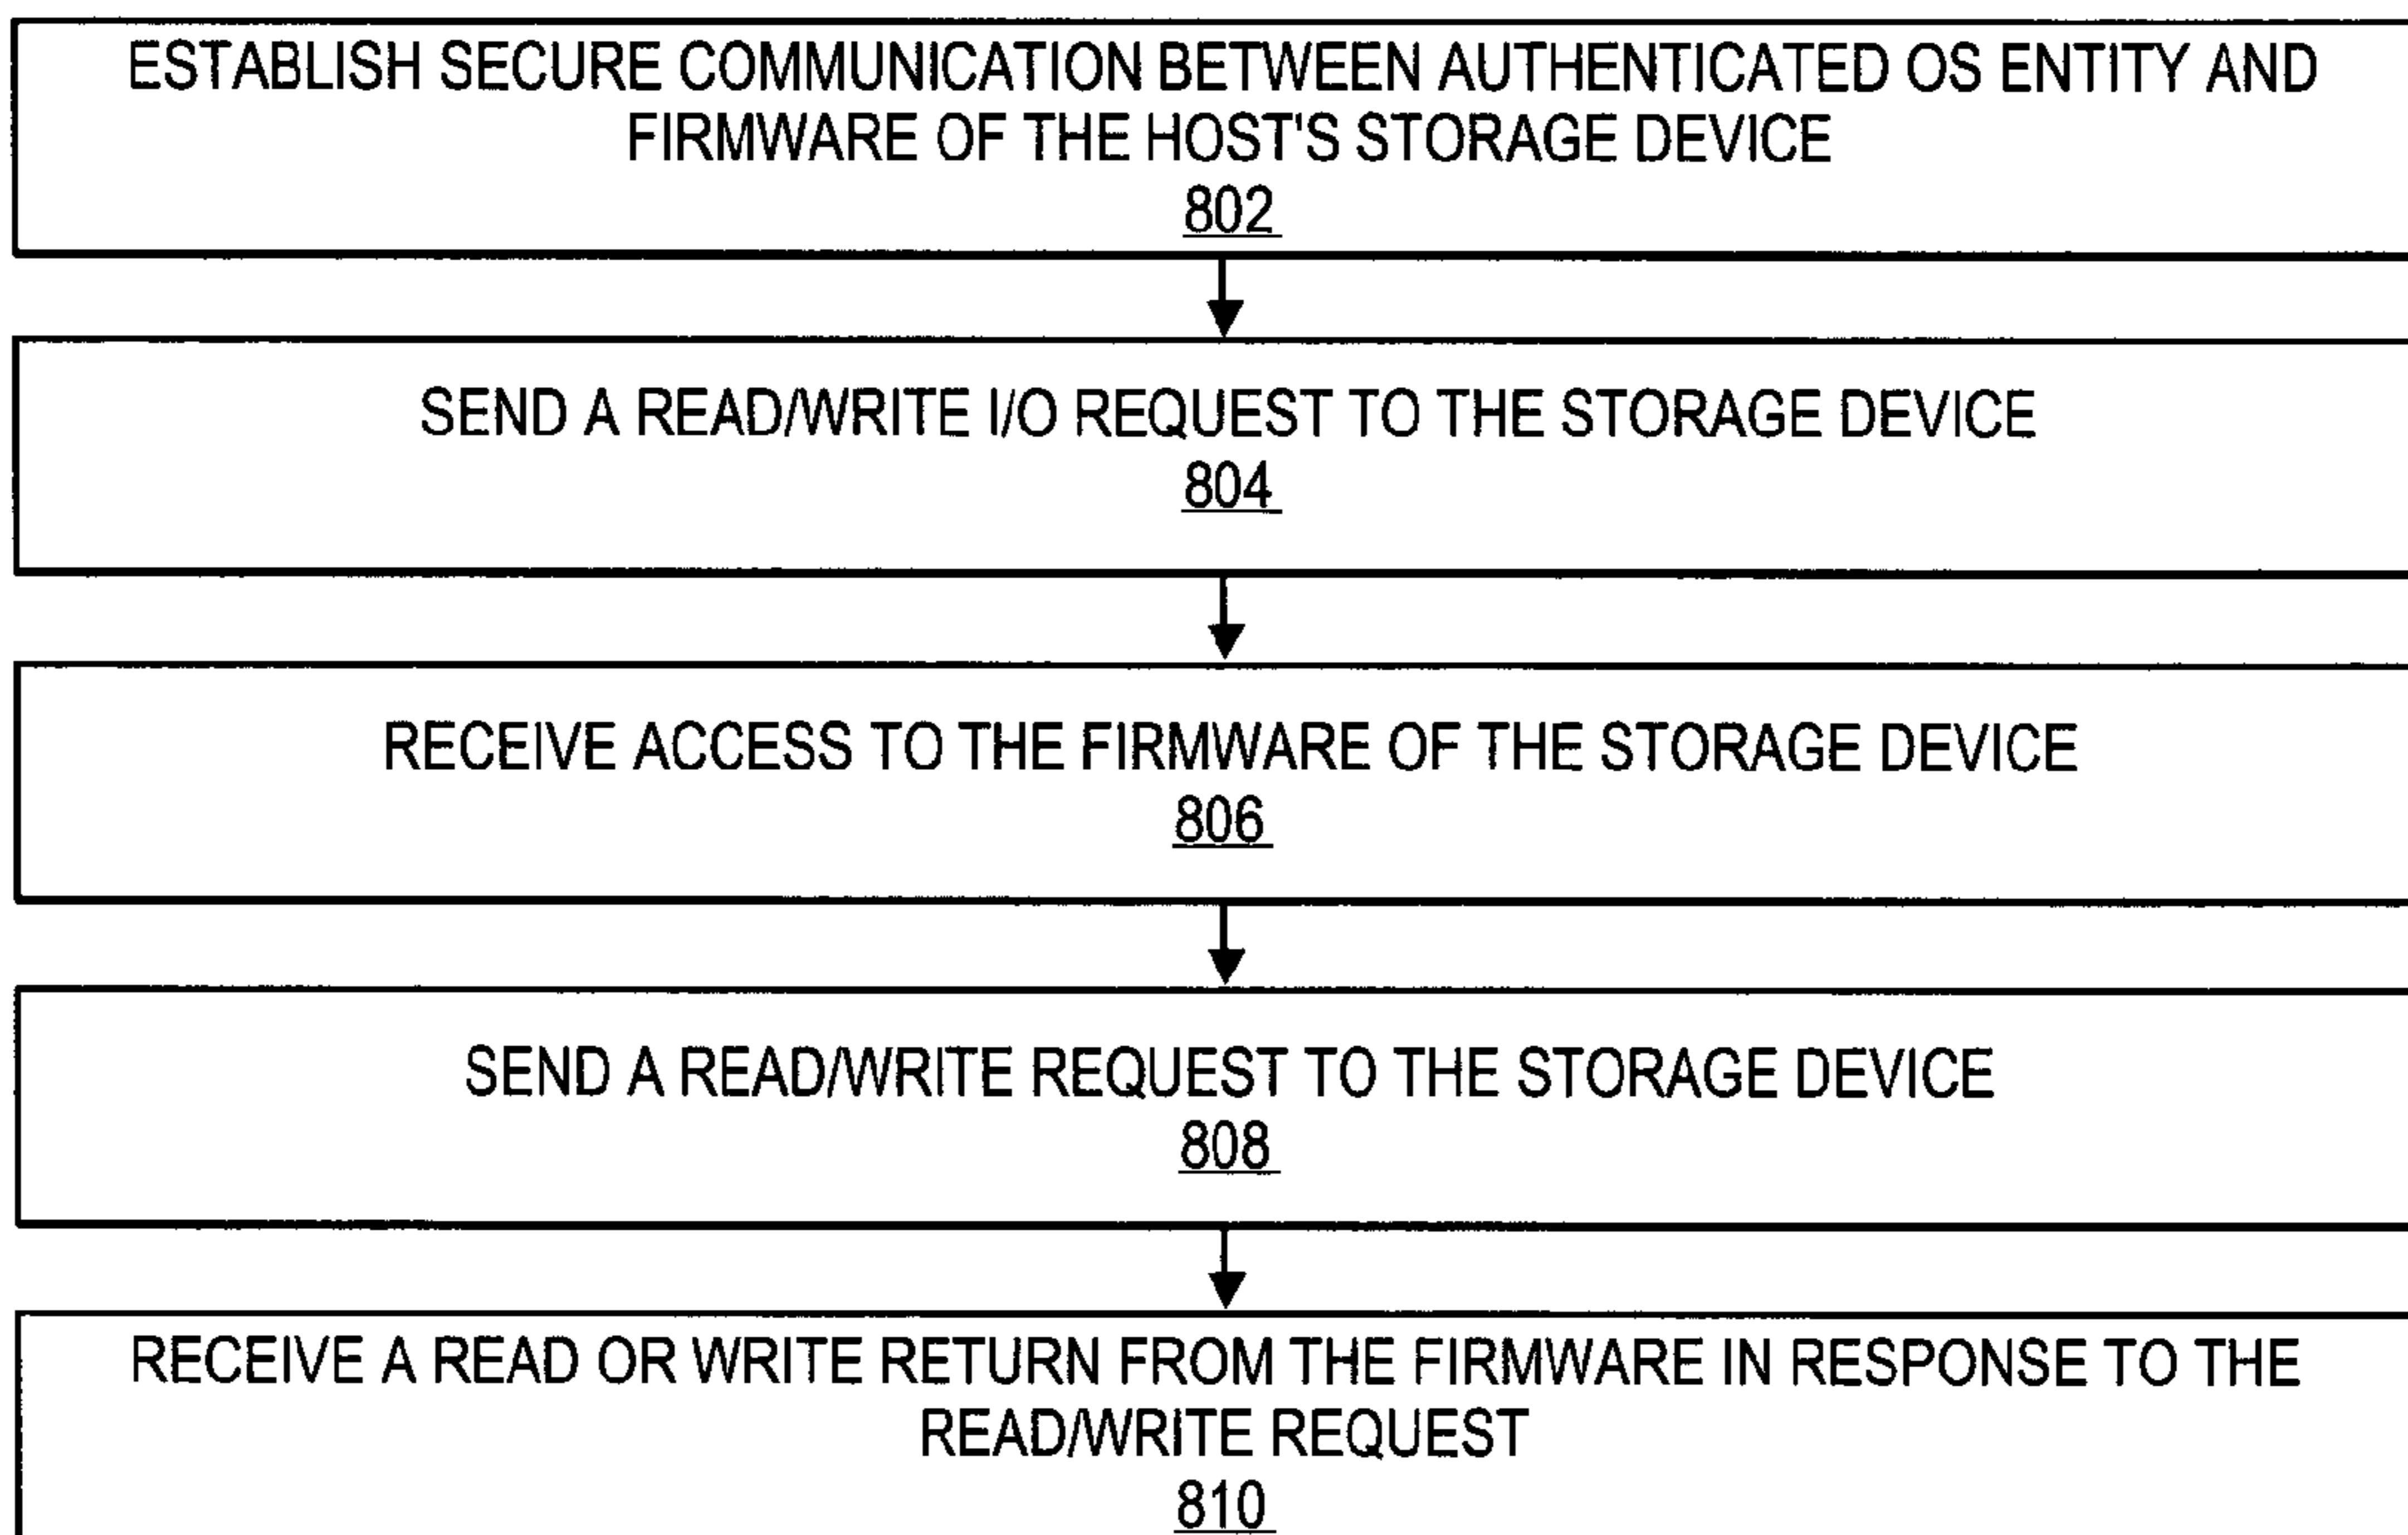 ESTABLISH SECURE COMMUNICATION BETWEEN AUTHENTICATED OS ENTITY AND
FIRMWARE OF THE HOST'S STORAGE DEVICE
802
SEND A READ/WRITE I/O REQUEST TO THE STORAGE DEVICE
804
RECEIVE ACCESS TO THE FIRMWARE OF THE STORAGE DEVICE
806
SEND A READ/WRITE REQUEST TO THE STORAGE DEVICE
808
RECEIVE A READ OR WRITE RETURN FROM THE FIRMWARE IN RESPONSE TO THE
READ/WRITE REQUEST
810